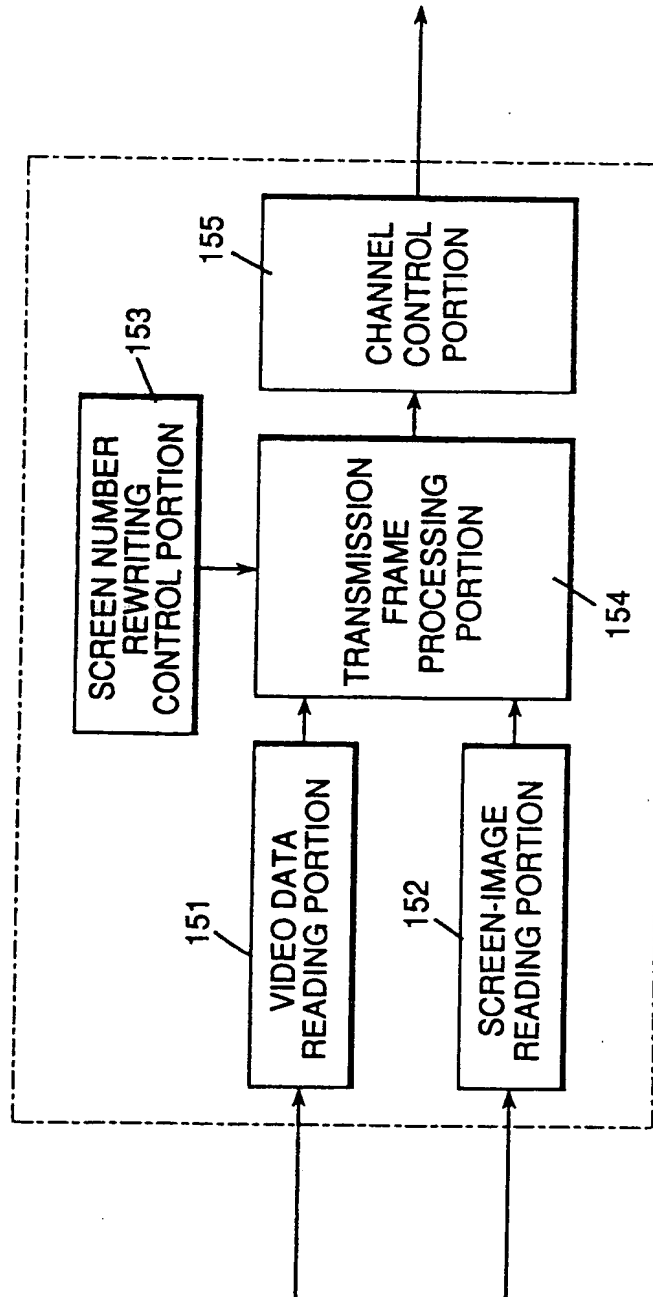 SCREEN NUMBER
REWRITING
CONTROL PORTION
153
151
VIDEO DATA
READING PORTION
152
SCREEN-IMAGE
READING PORTION
TRANSMISSION
FRAME
PROCESSING
PORTION
154
155
CHANNEL
CONTROL
PORTION